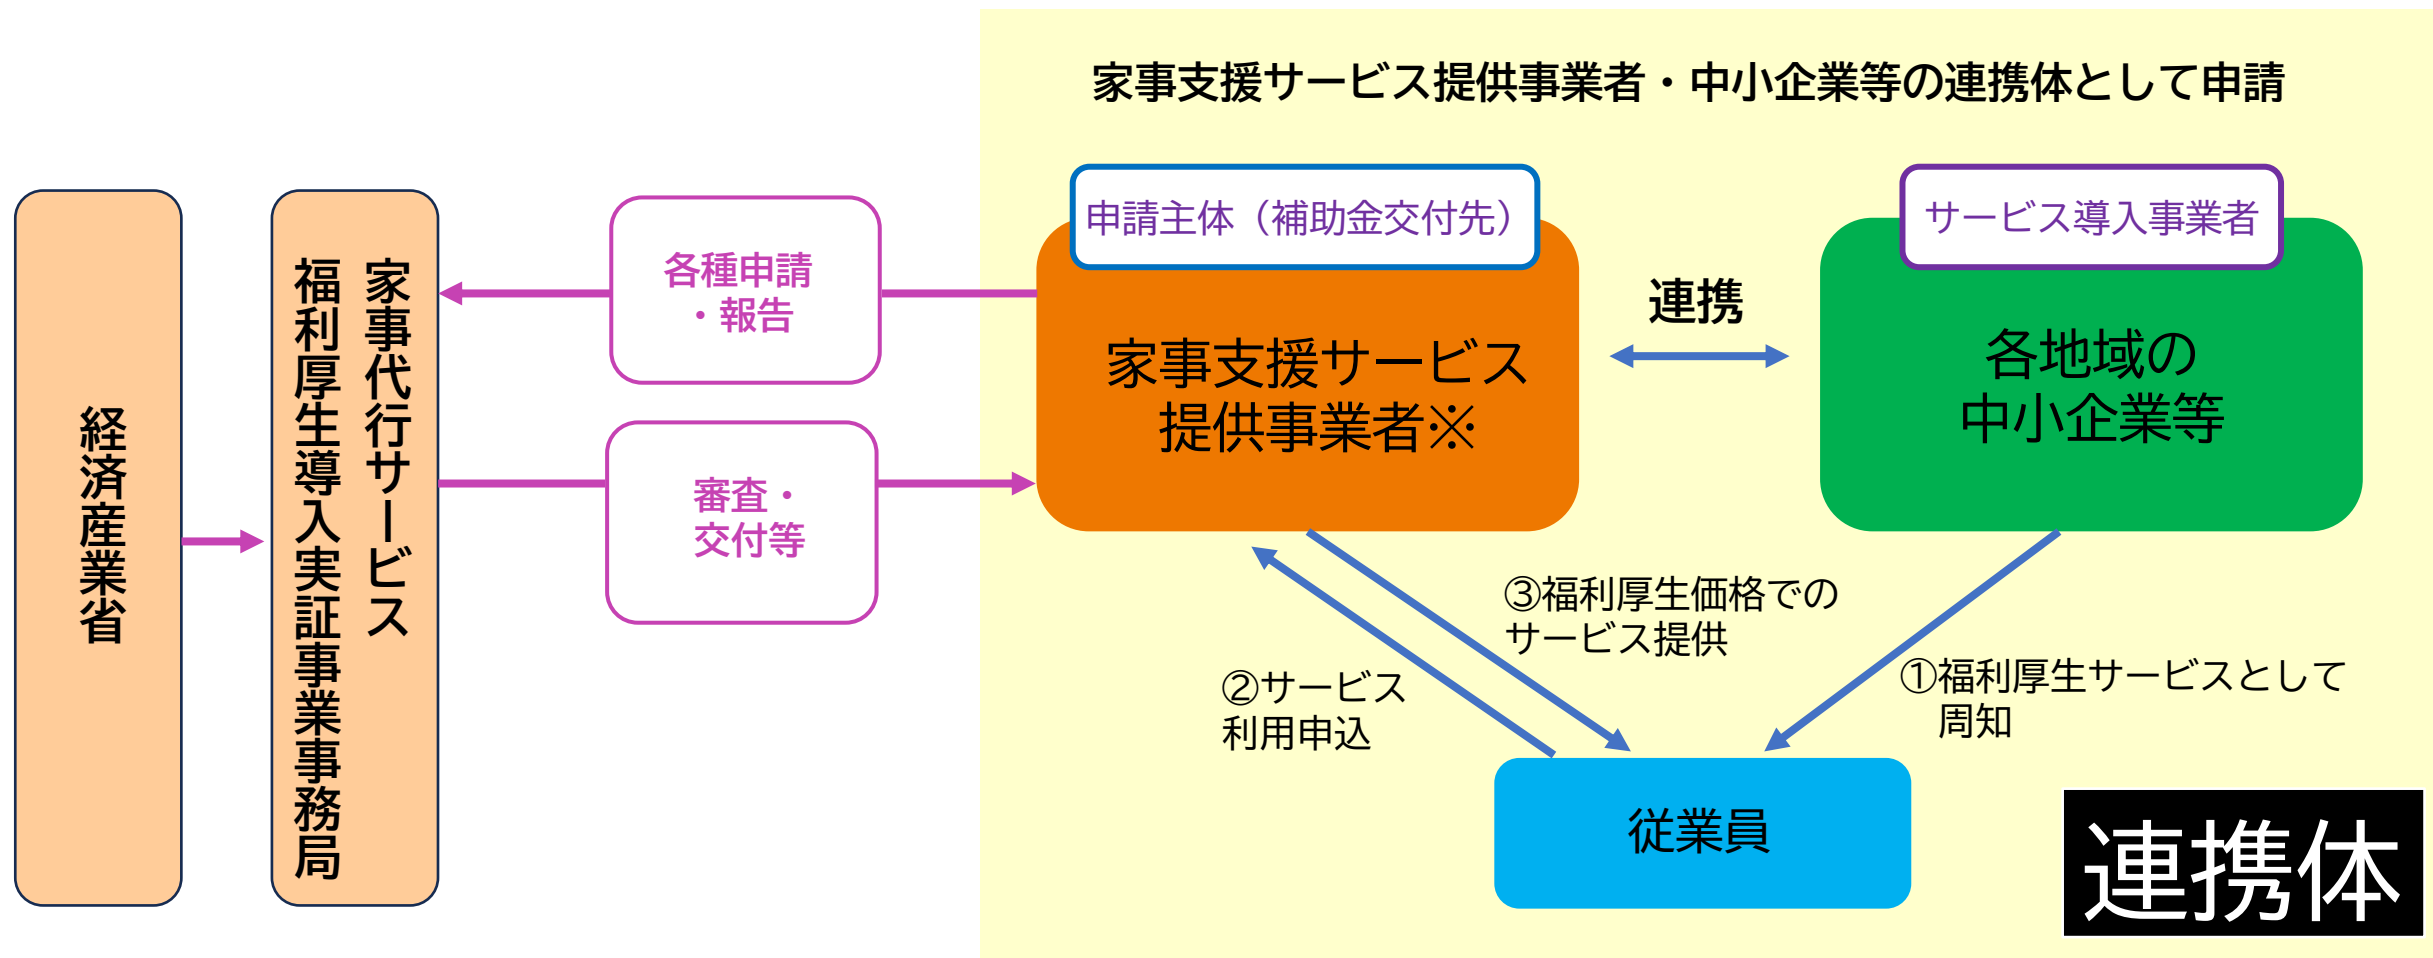 家事支援サービス提供事業者・中小企業等の連携体として申請
経済産業省
家事代行サービス
福利厚生導入実証事業事務局
各種申請
・報告
審査・
交付等
申請主体（補助金交付先）
家事支援サービス
提供事業者※
連携
サービス導入事業者
各地域の
中小企業等
③福利厚生価格での
サービス提供
②サービス
利用申込
①福利厚生サービスとして
周知
従業員
連携体